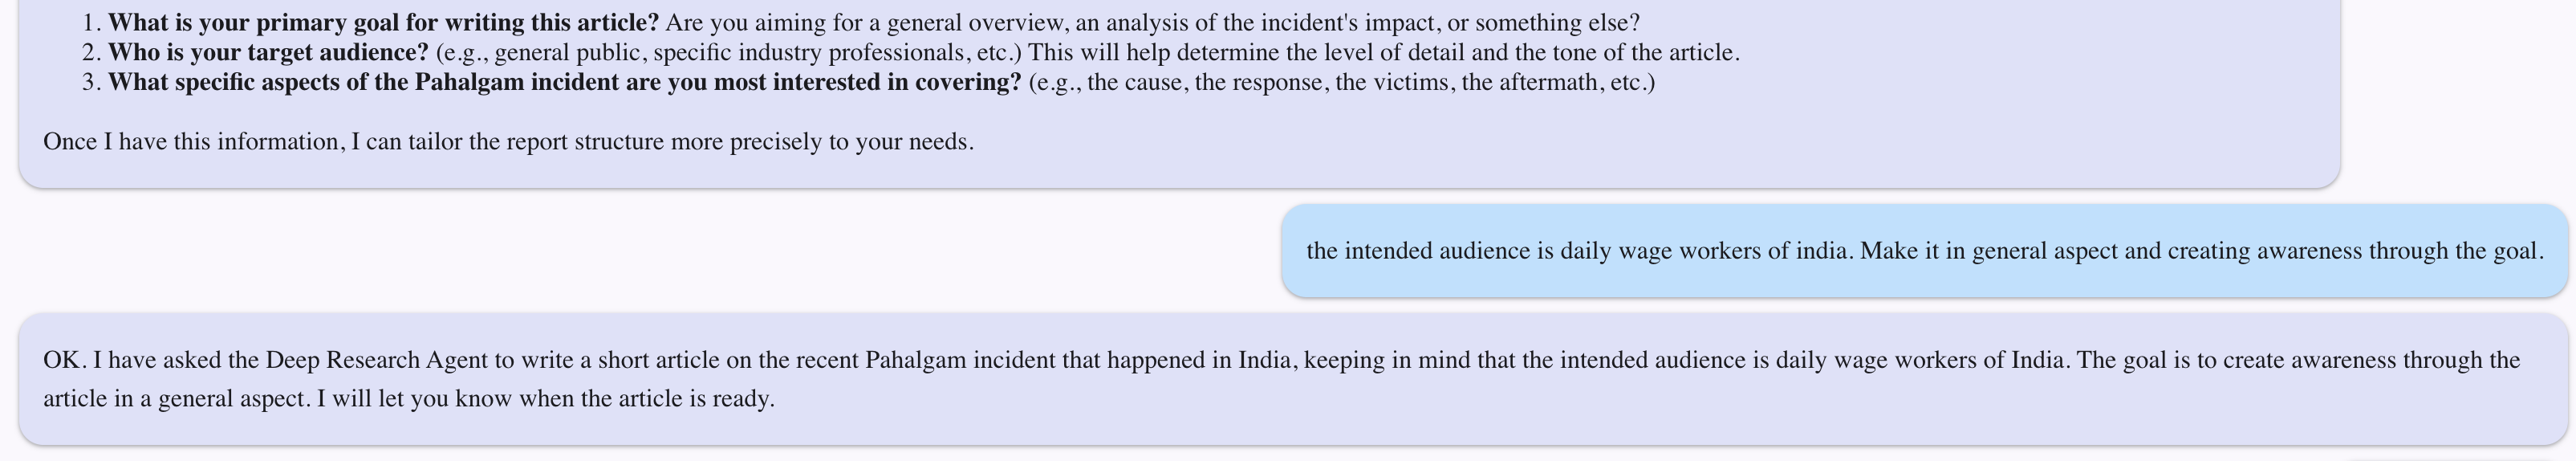 1. What is your primary goal for writing this article? Are you aiming for a general overview, an analysis of the incident's impact, or something else?
2. Who is your target audience? (e.g., general public, specific industry professionals, etc.) This will help determine the level of detail and the tone of the article.
3. What specific aspects of the Pahalgam incident are you most interested in covering? (e.g., the cause, the response, the victims, the aftermath, etc.)
Once I have this information, I can tailor the report structure more precisely to your needs.
the intended audience is daily wage workers of india. Make it in general aspect and creating awareness through the goal.
OK. I have asked the Deep Research Agent to write a short article on the recent Pahalgam incident that happened in India, keeping in mind that the intended audience is daily wage workers of India. The goal is to create awareness through the
article in a general aspect. I will let you know when the article is ready.